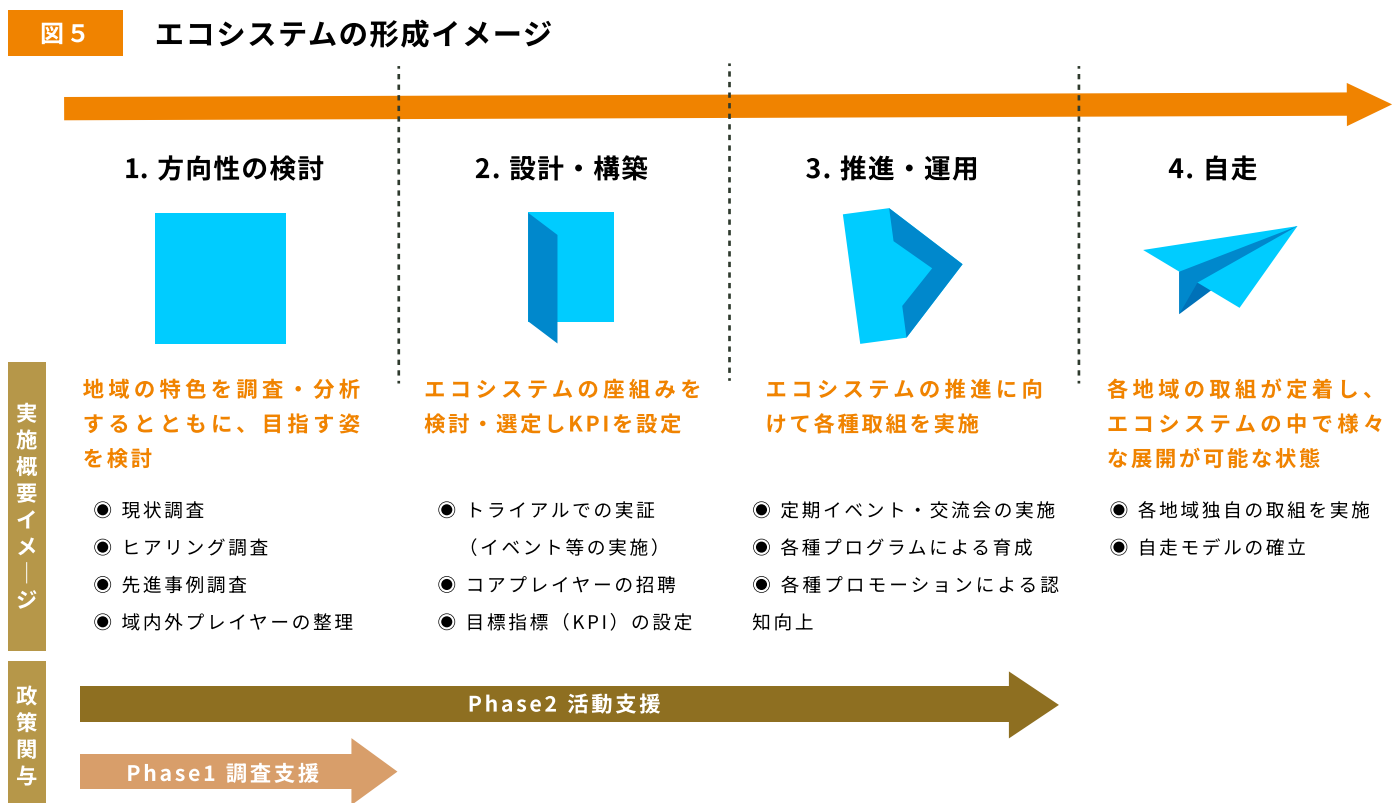 図５
エコシステムの形成イメージ
1. 方向性の検討
2. 設計・構築
3. 推進・運用
4. 自走
実施概要イメージ
地域の特色を調査・分析
するとともに、目指す姿
を検討
◉ 現状調査
◉ ヒアリング調査
◉ 先進事例調査
◉ 域内外プレイヤーの整理
エコシステムの座組みを
検討・選定しKPIを設定
◉ トライアルでの実証
（イベント等の実施）
◉ コアプレイヤーの招聘
◉ 目標指標（KPI）の設定
エコシステムの推進に向
けて各種取組を実施
◉ 定期イベント・交流会の実施
◉ 各種プログラムによる育成
◉ 各種プロモーションによる認
知向上
各地域の取組が定着し、
エコシステムの中で様々
な展開が可能な状態
◉ 各地域独自の取組を実施
◉ 自走モデルの確立
政策関与
Phase2 活動支援
Phase1 調査支援